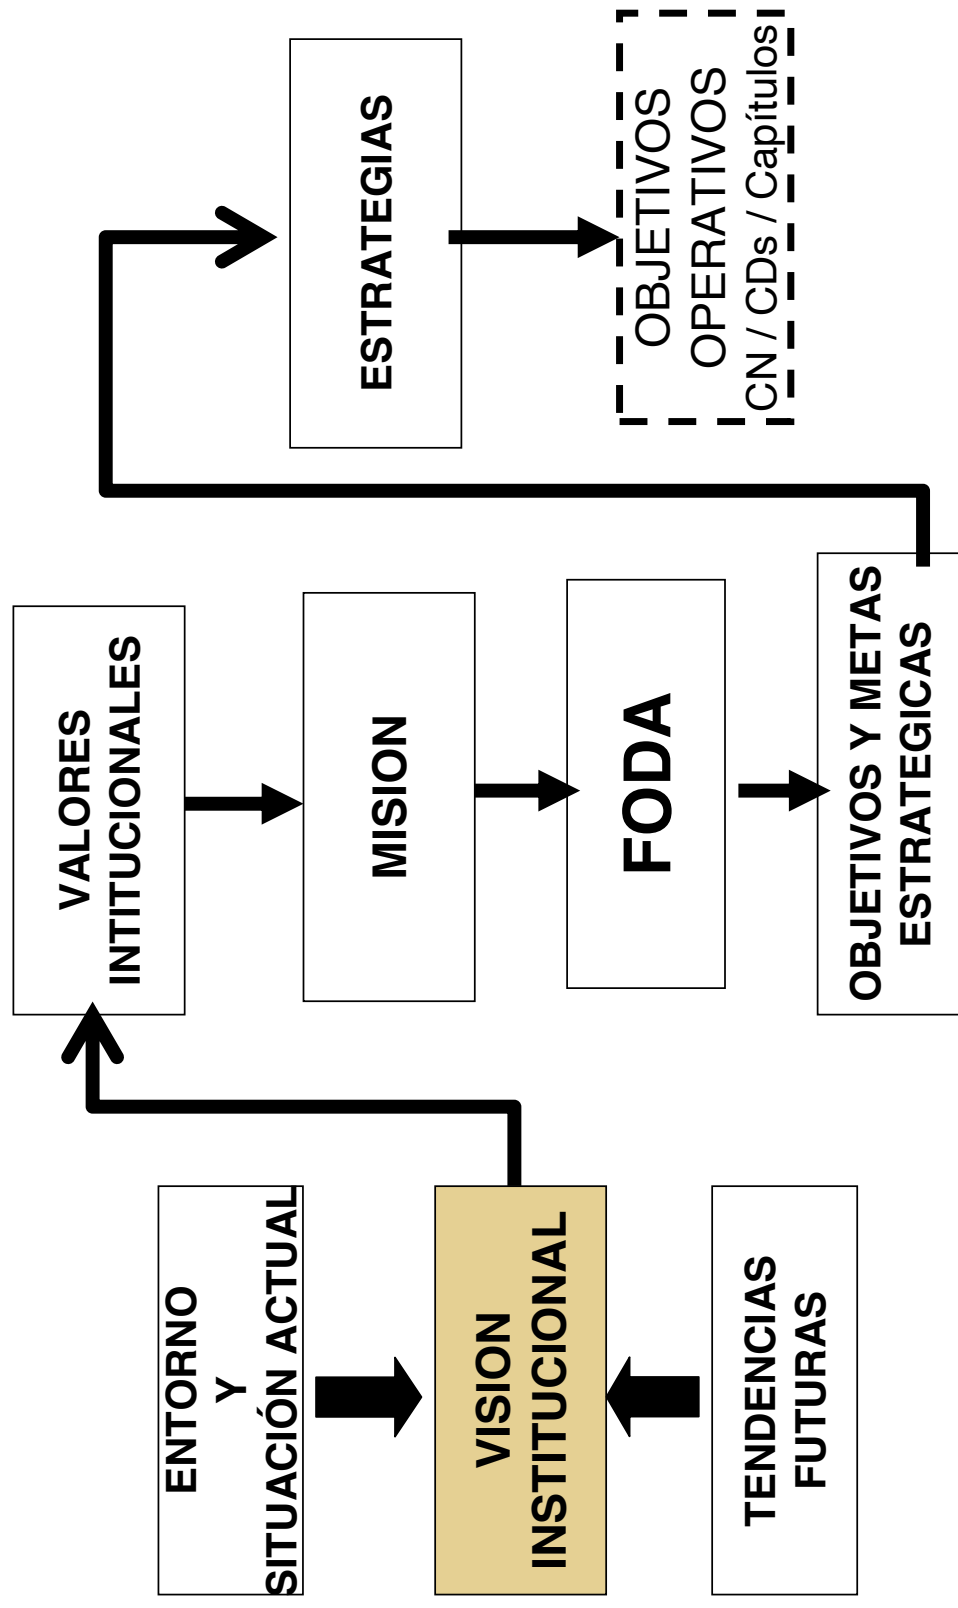 ENTORNO
Y
SITUACIÓN ACTUAL
VISION
INSTITUCIONAL
TENDENCIAS
FUTURAS
VALORES
INTITUCIONALES
MISION
FODA
OBJETIVOS Y METAS
ESTRATEGICAS
ESTRATEGIAS
OBJETIVOS
OPERATIVOS
CN / CDs / Capítulos